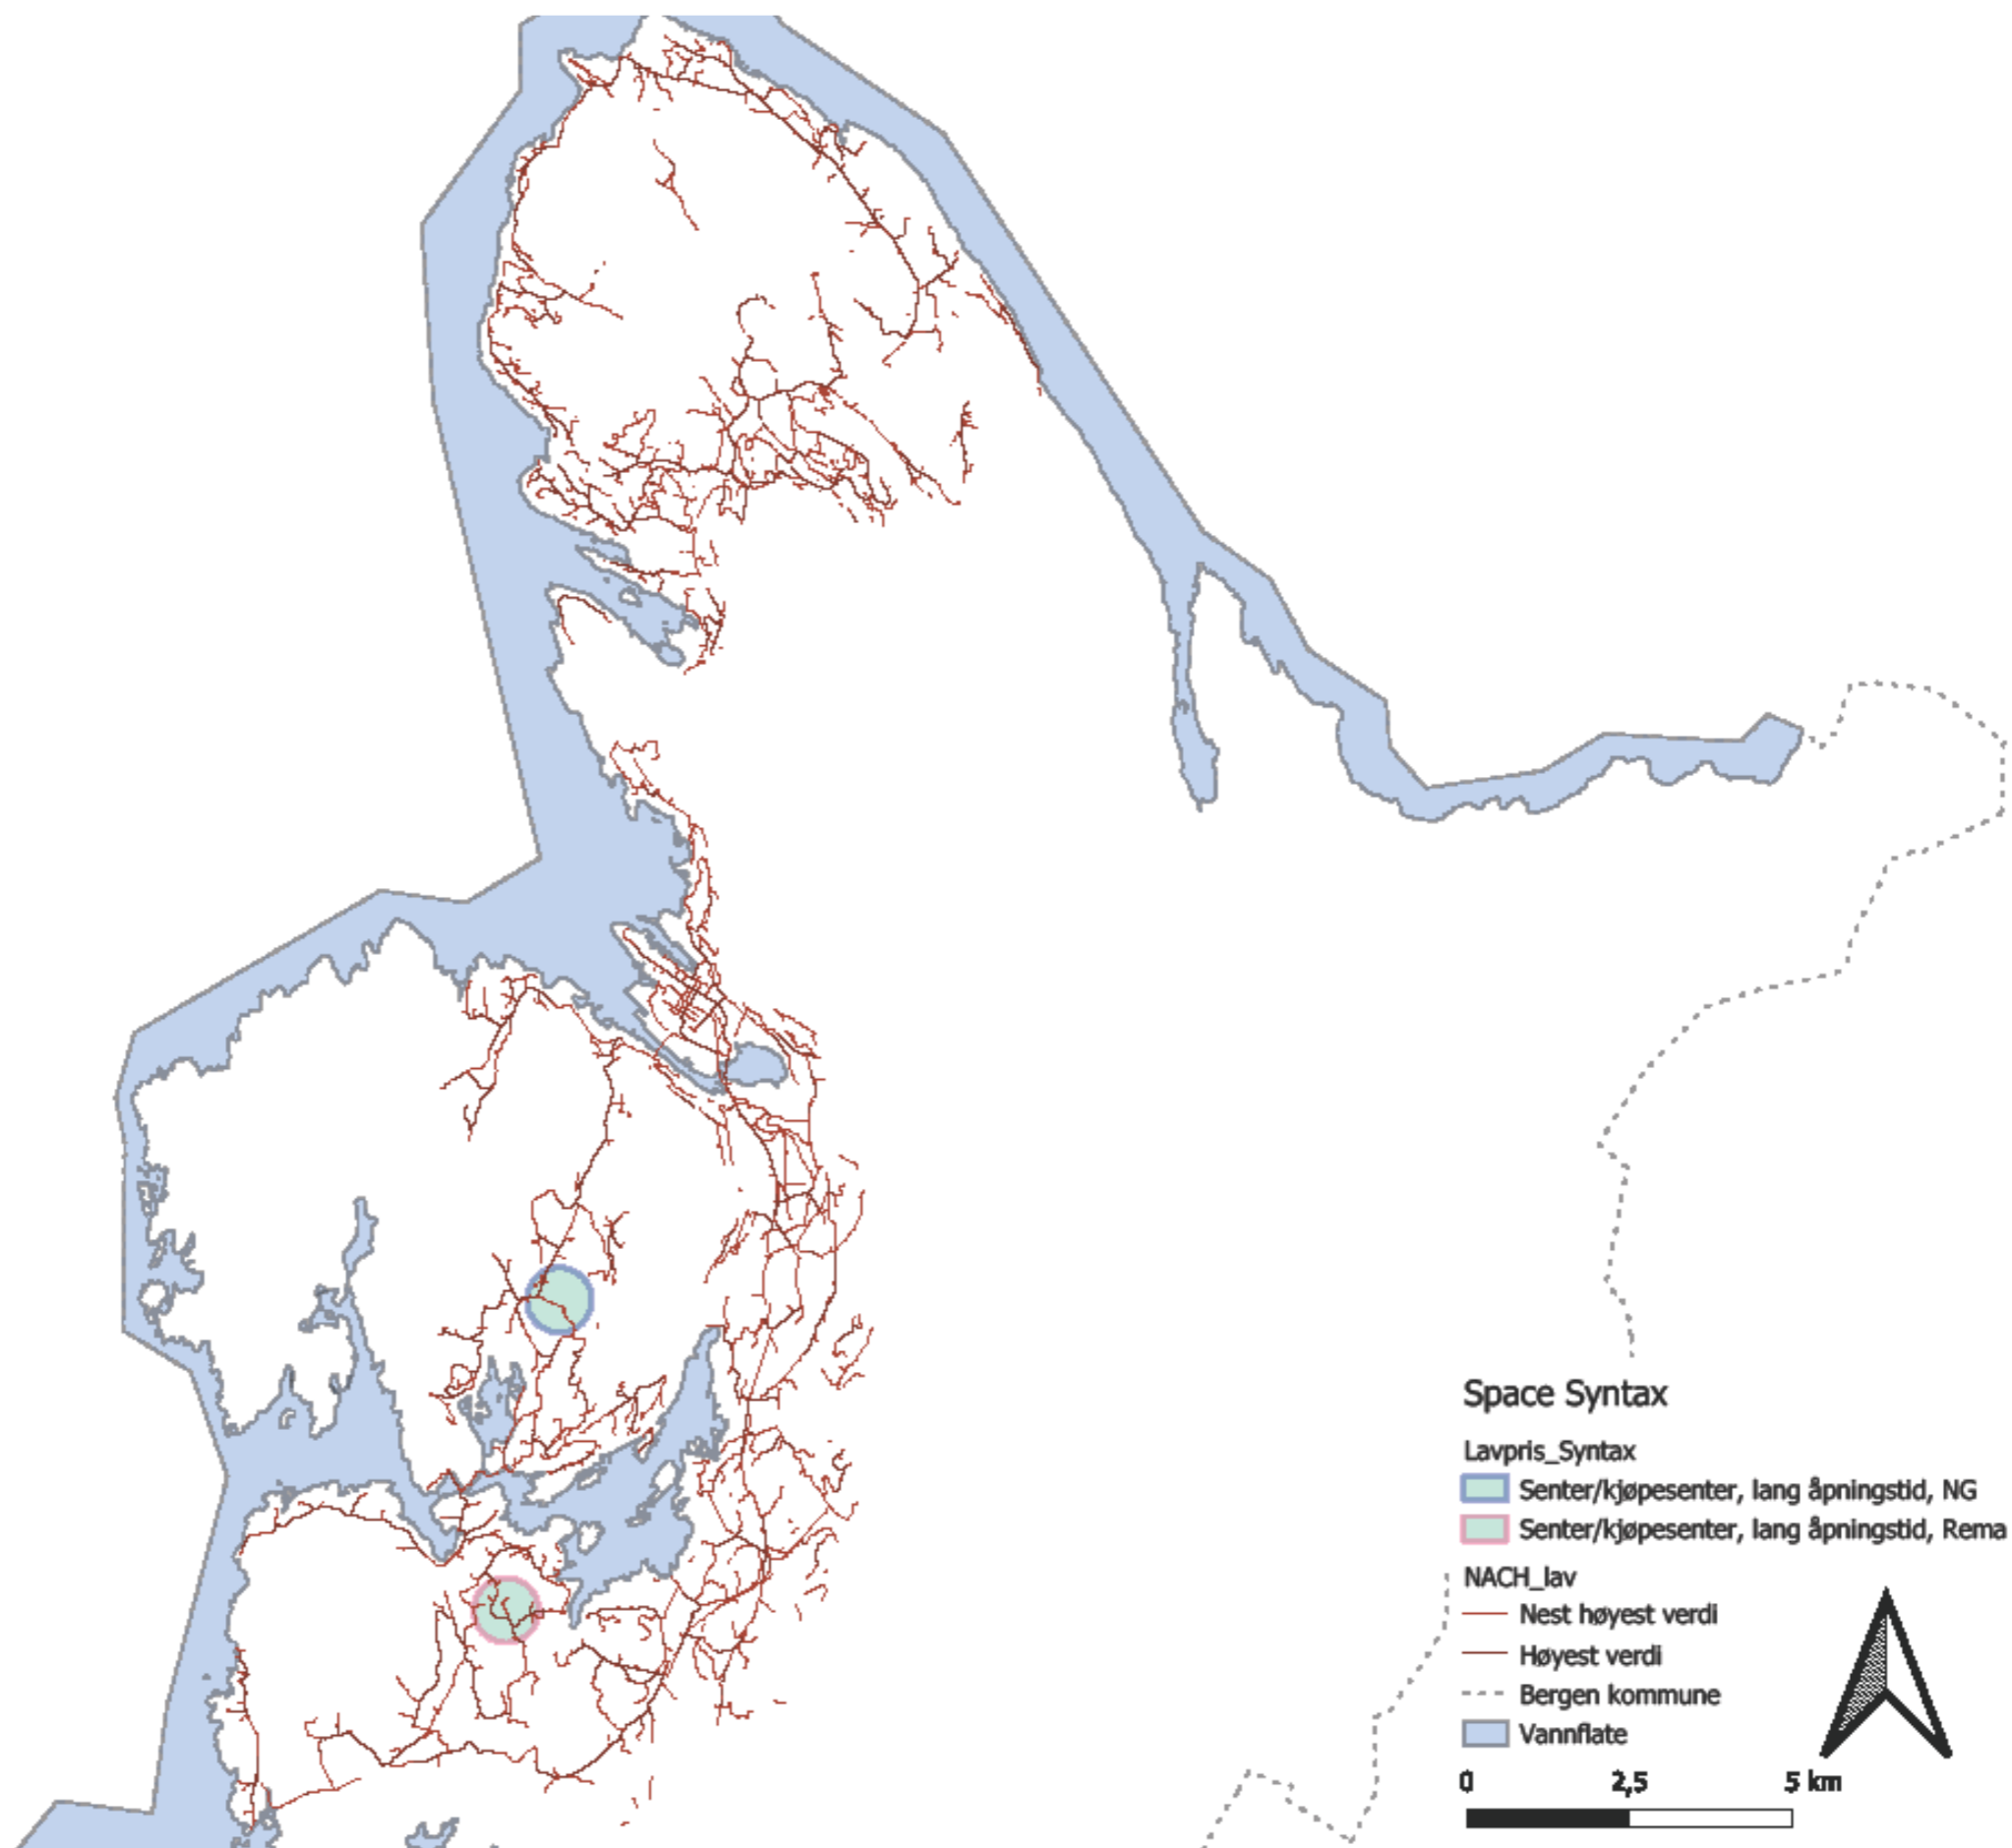 Space Syntax
Lavpris_Syntax
Senter/kjøpesenter, lang åpningstid, NG
Senter/kjøpesenter, lang åpningstid, Rema
NACH_lav
Nest høyest verdi
Høyest verdi
Bergen kommune
Vannflate
0 2,5 5 km